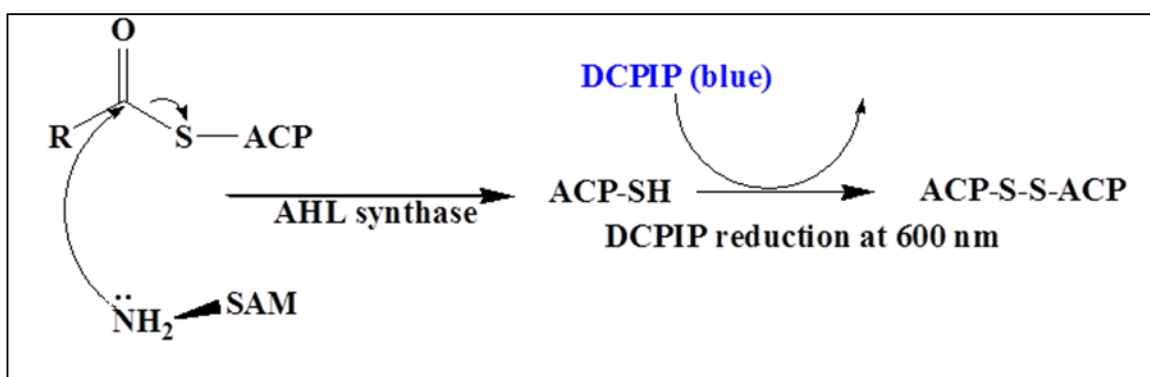 O
DCPIP (blue)
R
S
ACP
ACP-SH
ACP-S-S-ACP
AHL synthase
DCPIP reduction at 600 nm
NH2
SAM